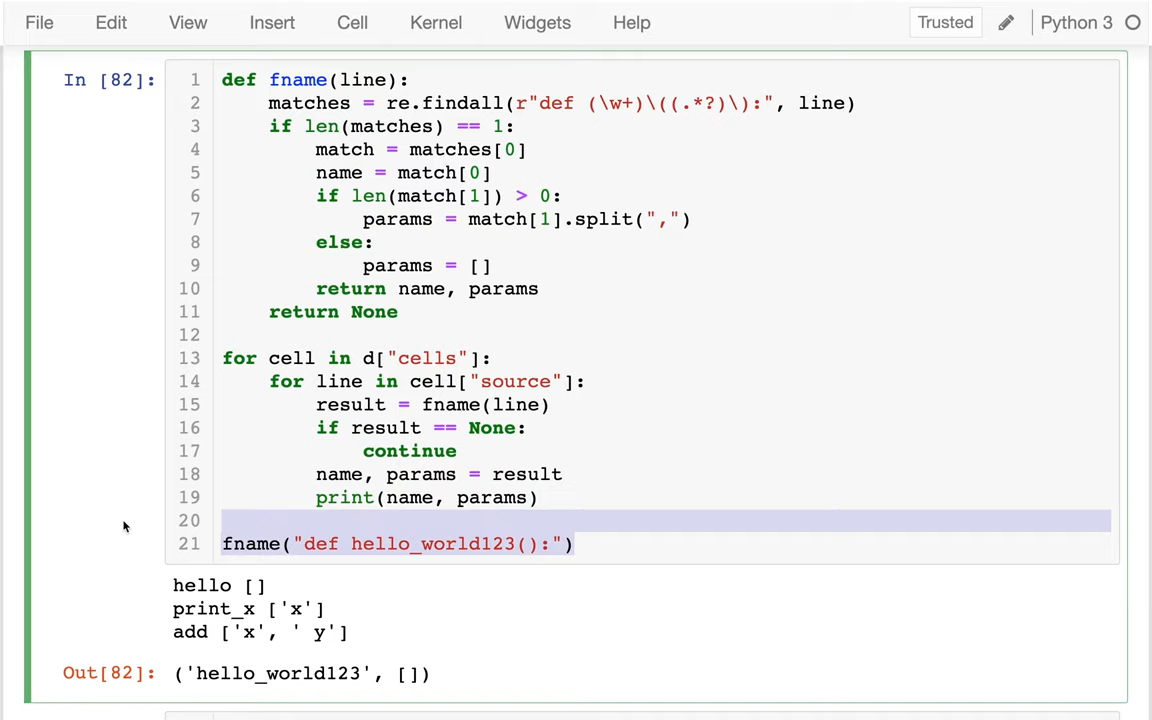 File Edit View Insert Cell Kernel Widgets Help Trusted Python 3
In [82]:
1 def fname(line):
2     matches = re.findall(r"def (\w+)\((.*?)\):", line)
3     if len(matches) == 1:
4         match = matches[0]
5         name = match[0]
6         if len(match[1]) > 0:
7             params = match[1].split(",")
8         else:
9             params = []
10         return name, params
11     return None
12
13 for cell in d["cells"]:
14     for line in cell["source"]:
15         result = fname(line)
16         if result == None:
17             continue
18         name, params = result
19         print(name, params)
20
21 fname("def hello_world123():")
hello []
print_x ['x']
add ['x', ' y']
Out[82]: ('hello_world123', [])